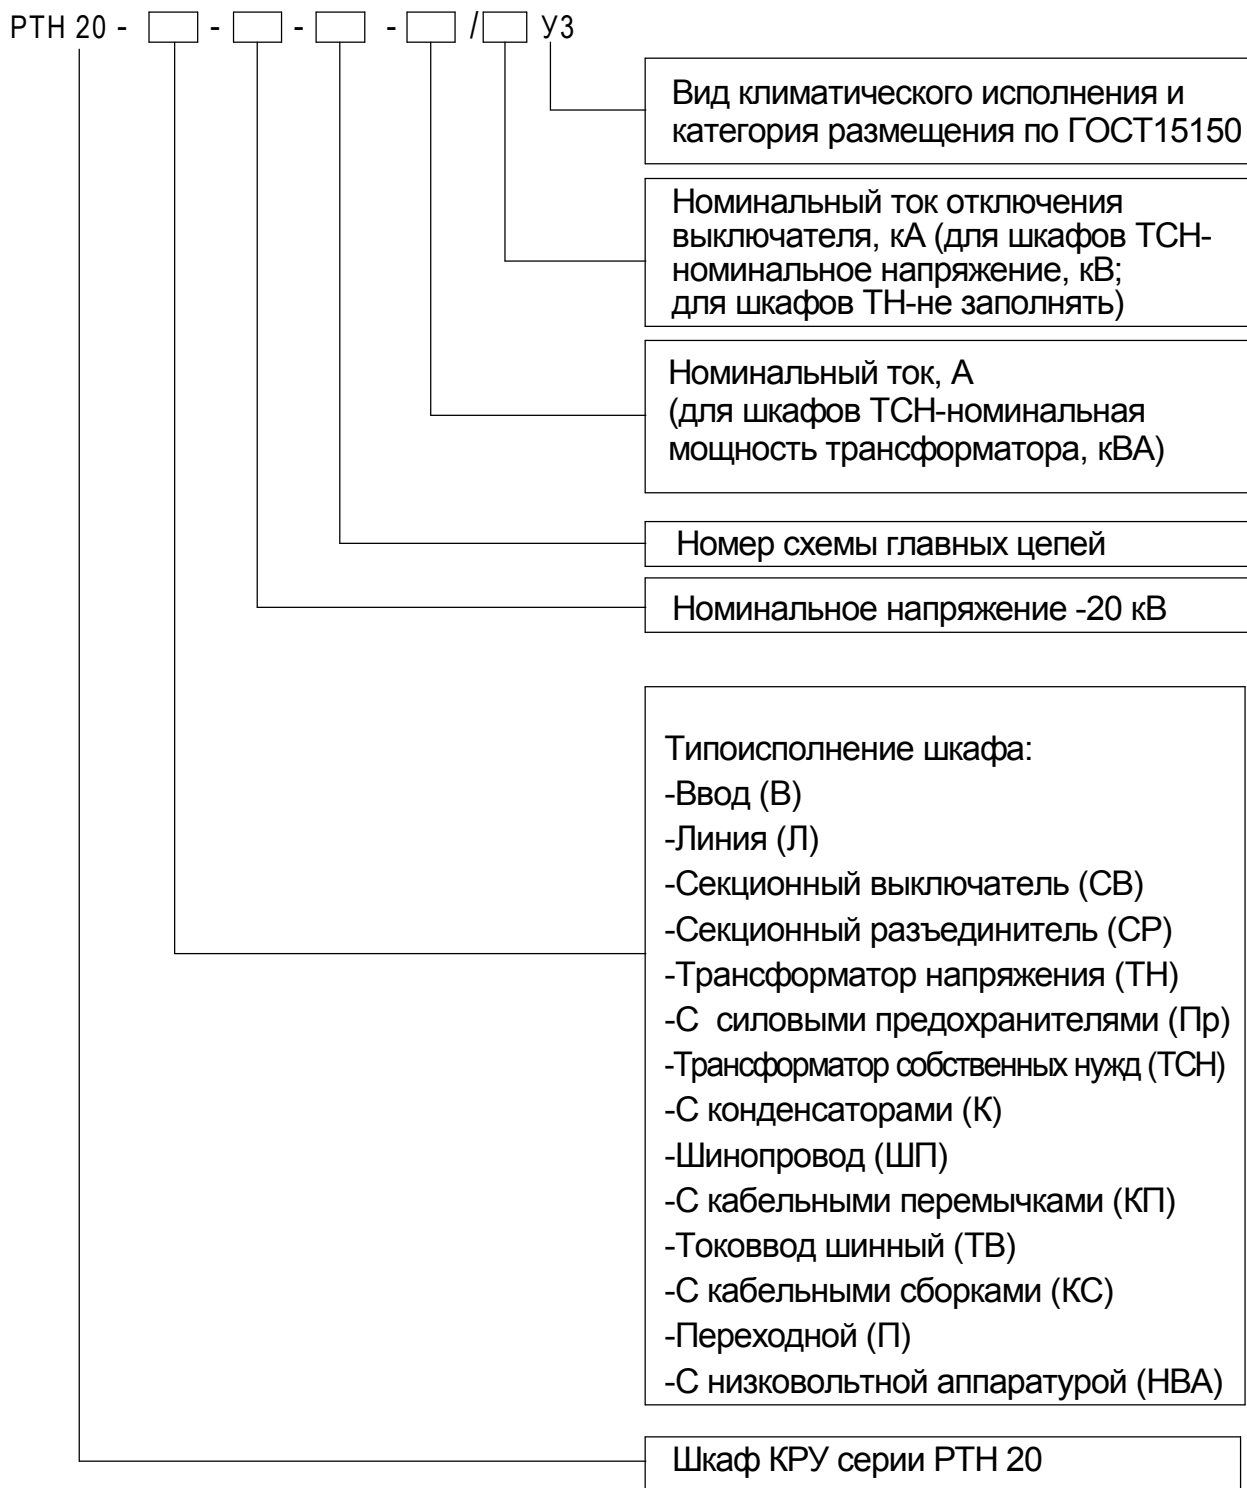 РТН 20 - - - - / У3
Вид климатического исполнения и
категория размещения по ГОСТ15150
Номинальный ток отключения
выключателя, кА (для шкафов ТСН-
номинальное напряжение, кВ;
для шкафов ТН-не заполнять)
Номинальный ток, А
(для шкафов ТСН-номинальная
мощность трансформатора, кВА)
Номер схемы главных цепей
Номинальное напряжение -20 кВ
Типоисполнение шкафа:
-Ввод (В)
-Линия (Л)
-Секционный выключатель (СВ)
-Секционный разъединитель (СР)
-Трансформатор напряжения (ТН)
-С силовыми предохранителями (Пр)
-Трансформатор собственных нужд (ТСН)
-С конденсаторами (К)
-Шинопровод (ШП)
-С кабельными перемычками (КП)
-Токоввод шинный (ТВ)
-С кабельными сборками (КС)
-Переходной (П)
-С низковольтной аппаратурой (НВА)
Шкаф КРУ серии РТН 20